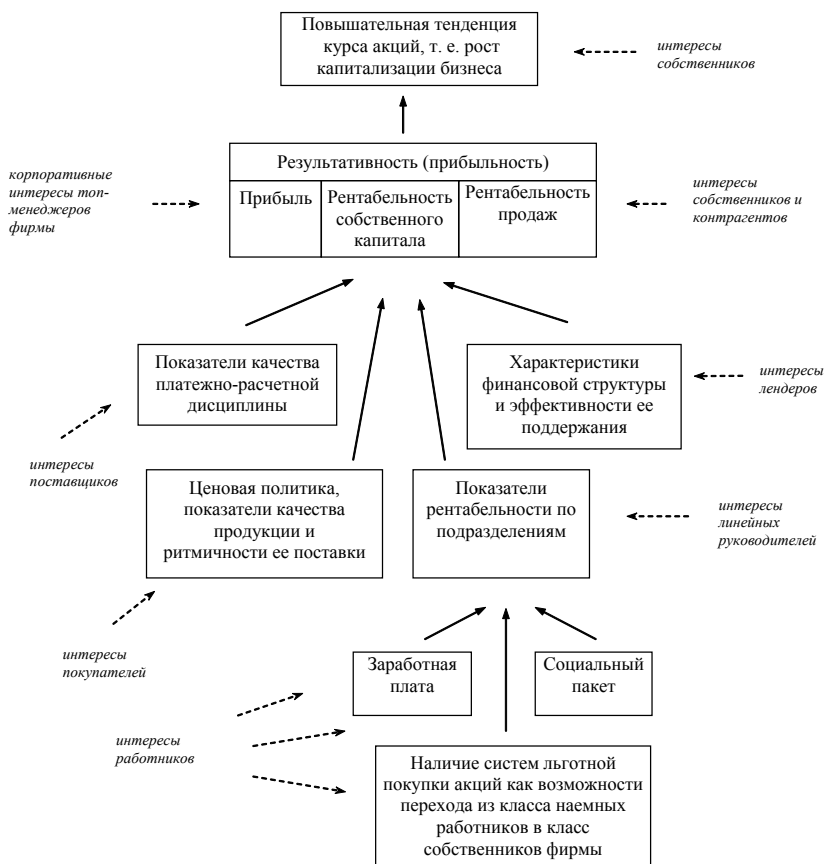 Повышательная тенденция
курса акций, т. е. рост
капитализации бизнеса
интересы
собственников
Результативность (прибыльность)
корпоративные
интересы топ-
менеджеров
фирмы
Прибыль
Рентабельность
собственного
капитала
Рентабельность
продаж
интересы
собственников и
контрагентов
Показатели качества
платежно-расчетной
дисциплины
Характеристики
финансовой структуры
и эффективности ее
поддержания
интересы
лендеров
интересы
поставщиков
Ценовая политика,
показатели качества
продукции и
ритмичности ее поставки
Показатели
рентабельности по
подразделениям
интересы
линейных
руководителей
интересы
покупателей
Заработная
плата
Социальный
пакет
интересы
работников
Наличие систем льготной
покупки акций как возможности
перехода из класса наемных
работников в класс
собственников фирмы